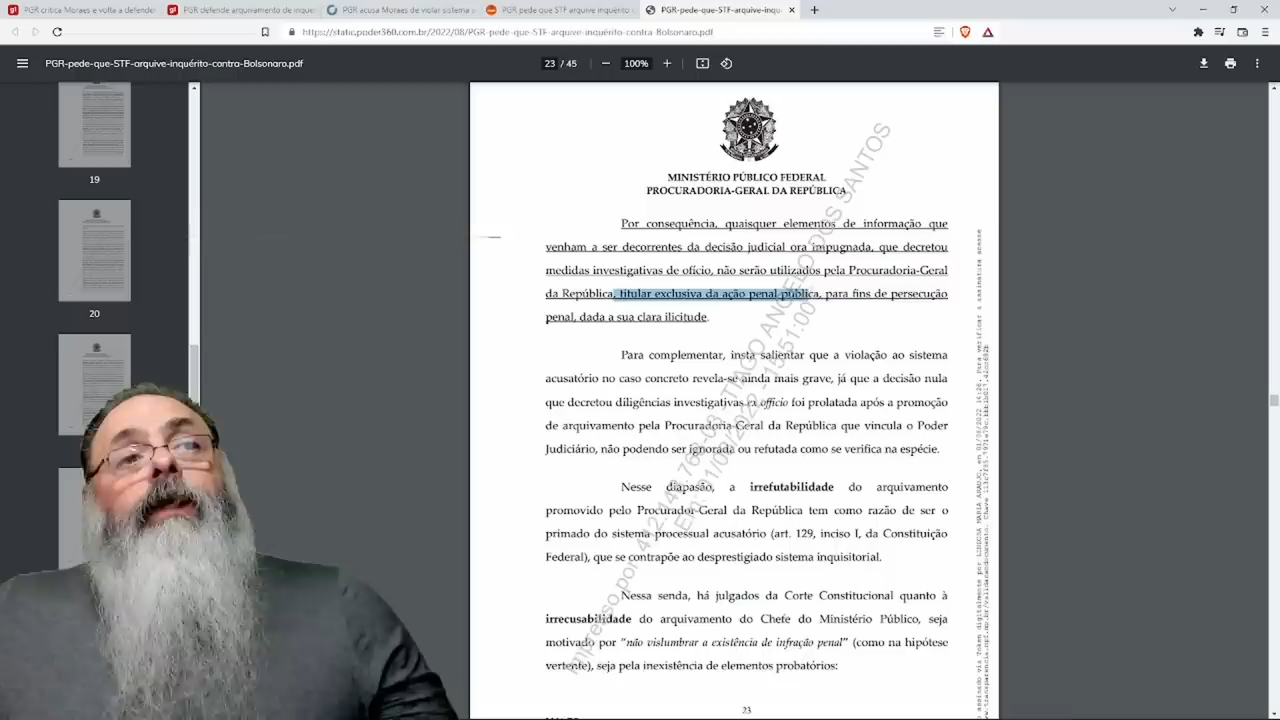 PGR critica Moraes e volta a defender
PGR defende arquivamento de inqué
PGR acusa Moraes de violar sistema a
PGR pede que STF arquive inquérito
PGR-pede-que-STF-arquive-inqu
https://static.poder360.com.br/2022/08/PGR-pede-que-STF-arquive-inquérito-contra-Bolsonaro.pdf
PGR-pede-que-STF-arquive-inquérito-contra-Bolsonaro.pdf
23 / 45
100%
19
20
MINISTÉRIO PÚBLICO FEDERAL
PROCURADORIA-GERAL DA REPÚBLICA
Por consequência, quaisquer elementos de informação que
venham a ser decorrentes da decisão judicial ora impugnada, que decretou
medidas investigativas de ofício, não serão utilizados pela Procuradoria-Geral
da República, titular exclusiva da ação penal pública, para fins de persecução
penal, dada a sua clara ilicitude.
Para complementar, insta salientar que a violação ao sistema
acusatório no caso concreto revela-se ainda mais grave, já que a decisão nula
que decretou diligências investigativas ex officio foi prolatada após a promoção
de arquivamento pela Procuradoria-Geral da República que vincula o Poder
Judiciário, não podendo ser ignorada ou refutada como se verifica na espécie.
Nesse diapasão, a irrefutabilidade do arquivamento
promovido pelo Procurador-Geral da República tem como razão de ser o
primado do sistema processual acusatório (art. 129, inciso I, da Constituição
Federal), que se contrapõe ao desprestigiado sistema inquisitorial.
Nessa senda, há julgados da Corte Constitucional quanto à
irrecusabilidade do arquivamento do Chefe do Ministério Público, seja
motivado por "não vislumbrar a existência de infração penal" (como na hipótese
vertente), seja pela inexistência de elementos probatórios:
23